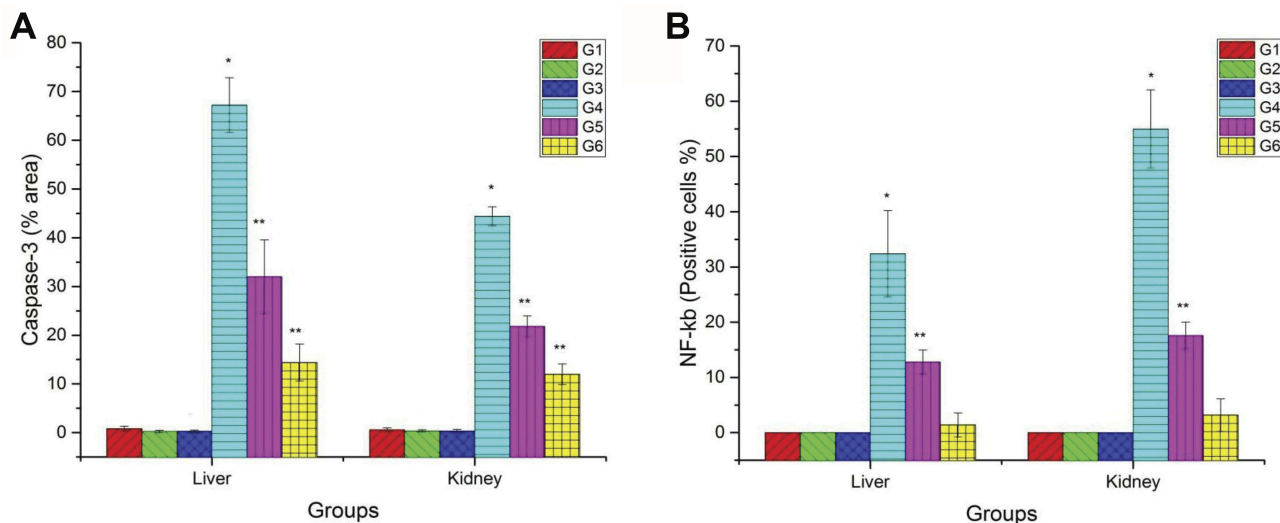 A
80
70
60
50
40
30
20
10
0
Caspase-3 (% area)
*
**
**
*
**
**
G1
G2
G3
G4
G5
G6
Liver
Kidney
Groups
B
70
60
50
40
30
20
10
0
NF-kb (Positive cells %)
*
**
*
**
G1
G2
G3
G4
G5
G6
Liver
Kidney
Groups